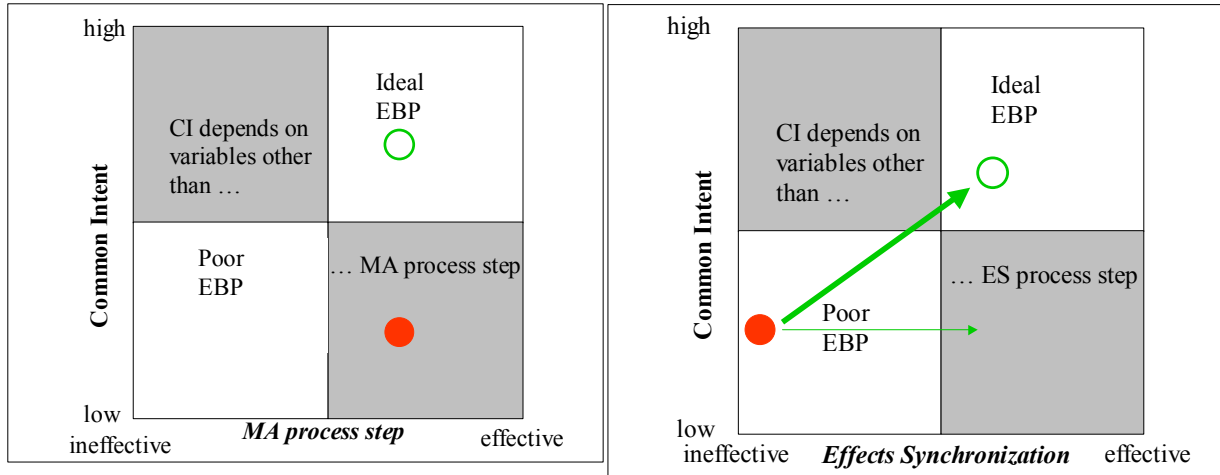 high
Ideal
EBP
CI depends on
variables other
than …
Common Intent
Poor
EBP
… MA process step
low
ineffective
MA process step
effective
high
Ideal
EBP
CI depends on
variables other
than …
Common Intent
… ES process step
Poor
EBP
low
ineffective
Effects Synchronization
effective